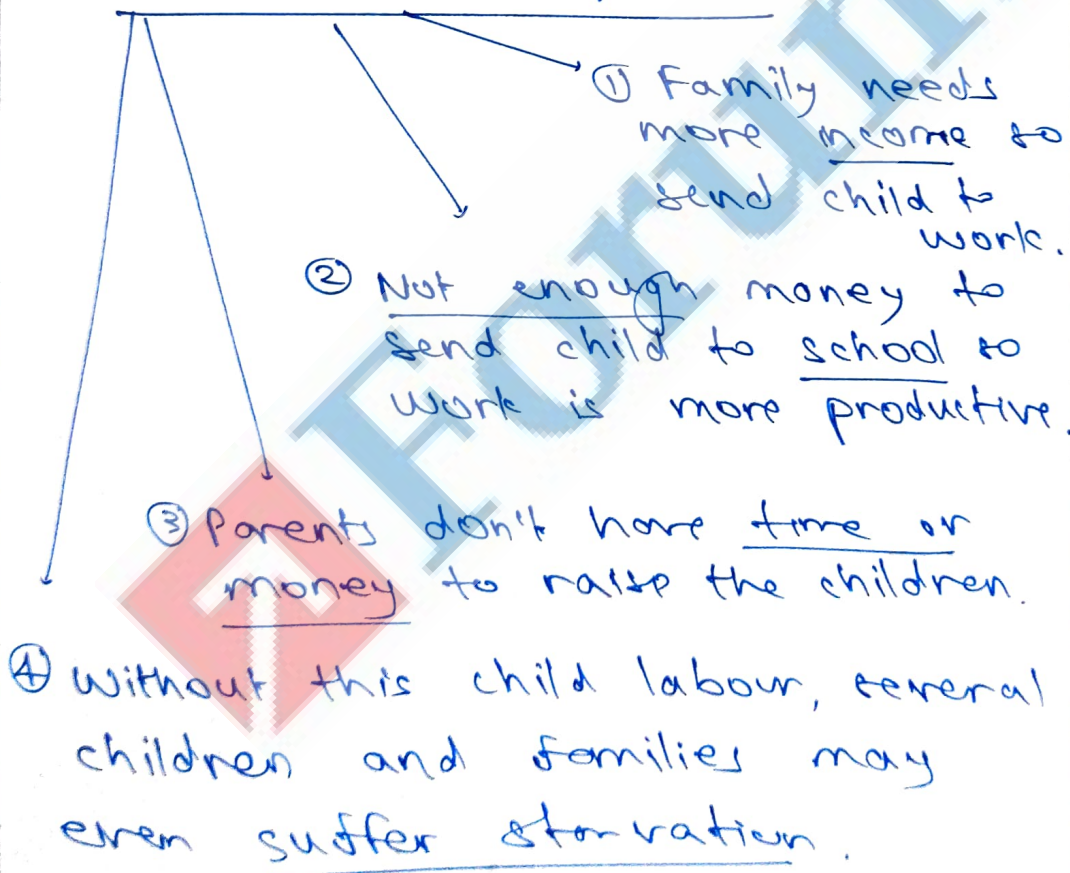 ① Family needs
more income so
send child to
work.
② Not enough money to
send child to school so
work is more productive.
③ Parents don't have time or
money to raise the children.
④ Without this child labour, several
children and families may
even suffer starvation.
Forum